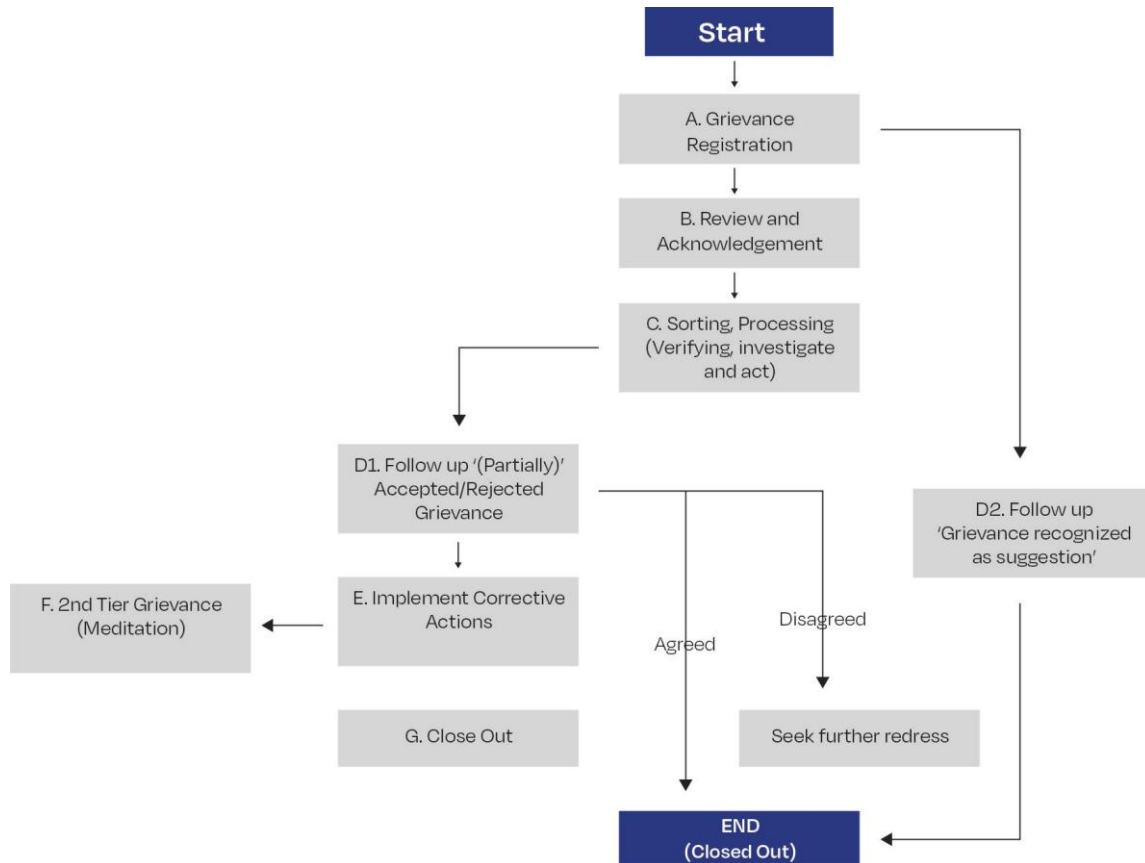 Start
A. Grievance
Registration
B. Review and
Acknowledgement
C. Sorting, Processing
(Verifying, investigate
and act)
D1. Follow up ‘(Partially)’
Accepted/Rejected
Grievance
D2. Follow up
‘Grievance recognized
as suggestion’
F. 2nd Tier Grievance
(Meditation)
E. Implement Corrective
Actions
Disagreed
Agreed
G. Close Out
Seek further redress
END
(Closed Out)